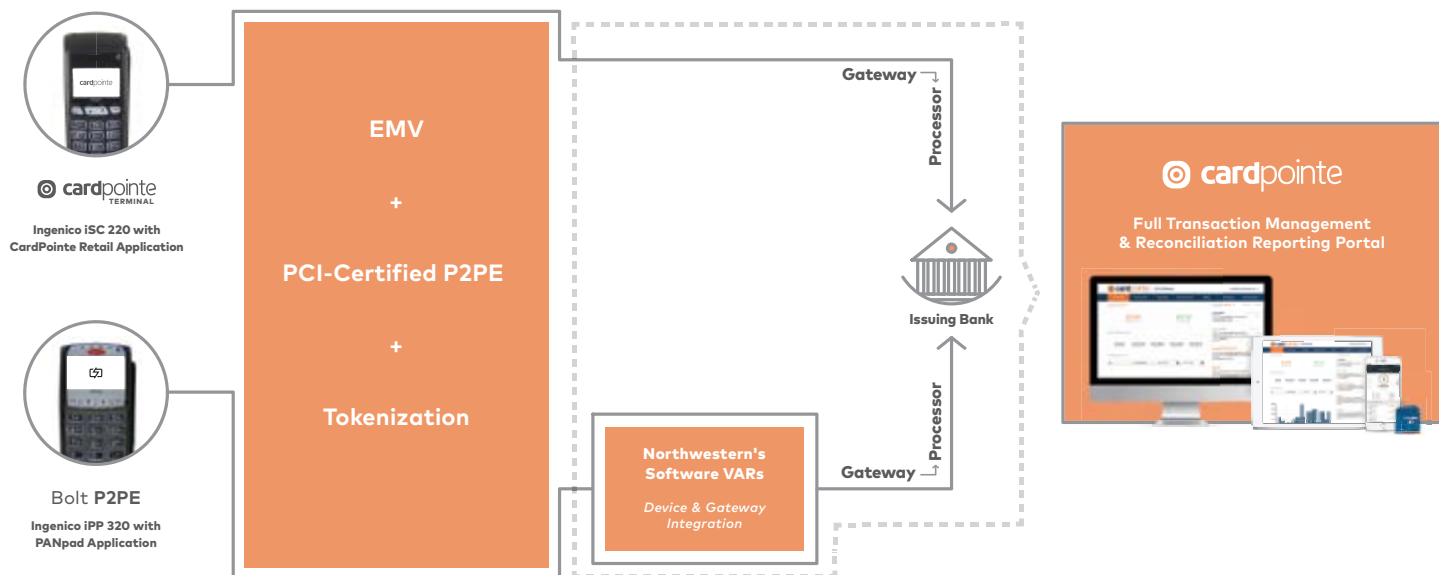 cardpointe
cardpointe
TERMINAL
Ingenico iSC 220 with
CardPointe Retail Application
Bolt P2PE
Ingenico iPP 320 with
PANpad Application
EMV
+
PCI-Certified P2PE
+
Tokenization
Northwestern's
Software VARs
Device & Gateway
Integration
Gateway
Processor
Issuing Bank
Gateway
Processor
cardpointe
Full Transaction Management
& Reconciliation Reporting Portal